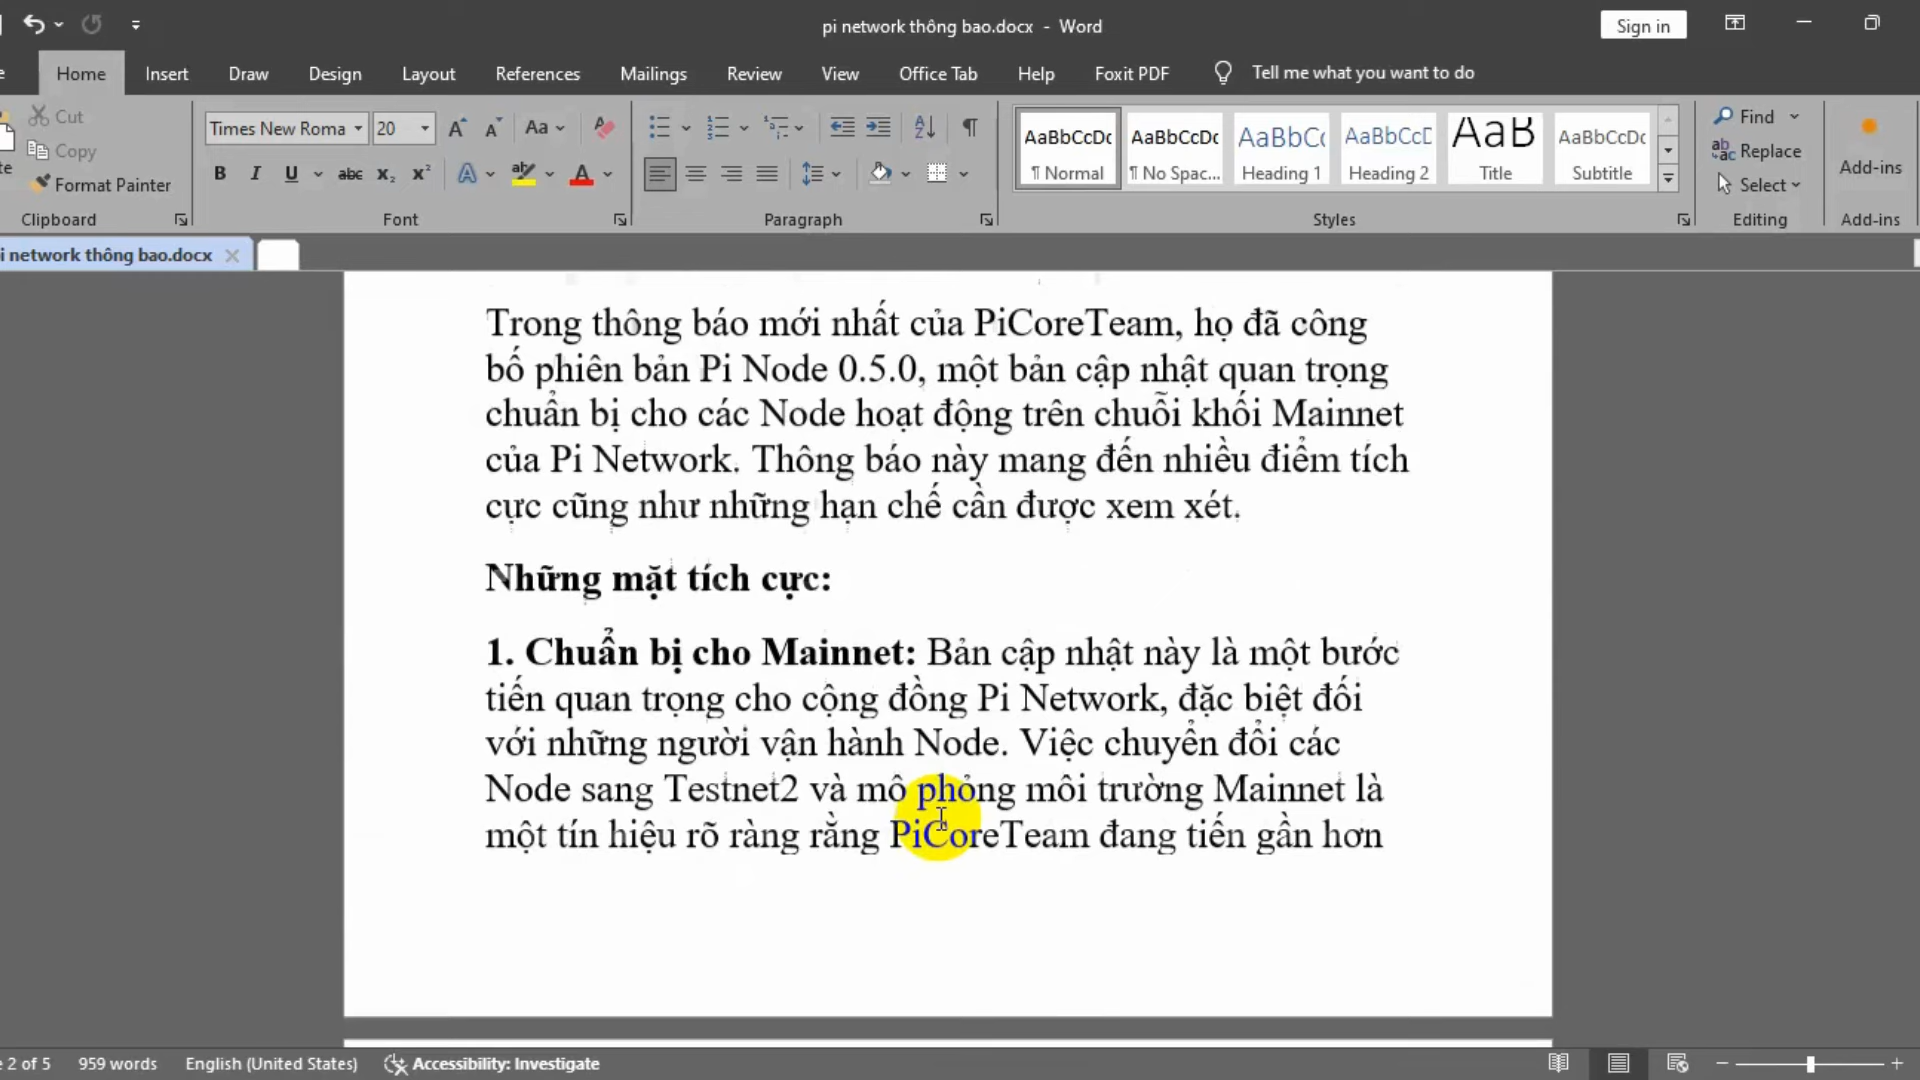 pi network thông bao.docx - Word
Sign in
Home Insert Draw Design Layout References Mailings Review View Office Tab Help Foxit PDF Tell me what you want to do
Cut
Copy
Format Painter
Clipboard
Times New Roma 20
Aa
B I U abc x₂ x² A ab A
Font
Paragraph
AaBbCcDc AaBbCcDc AaBbCc AaBbCcD AaB AaBbCcDc
¶ Normal ¶ No Spac... Heading 1 Heading 2 Title Subtitle
Styles
Find
Replace
Select
Editing
Add-ins
Add-ins
i network thông bao.docx
Trong thông báo mới nhất của PiCoreTeam, họ đã công
bố phiên bản Pi Node 0.5.0, một bản cập nhật quan trọng
chuẩn bị cho các Node hoạt động trên chuỗi khối Mainnet
của Pi Network. Thông báo này mang đến nhiều điểm tích
cực cũng như những hạn chế cần được xem xét.
Những mặt tích cực:
1. Chuẩn bị cho Mainnet: Bản cập nhật này là một bước
tiến quan trọng cho cộng đồng Pi Network, đặc biệt đối
với những người vận hành Node. Việc chuyển đổi các
Node sang Testnet2 và mô phỏng môi trường Mainnet là
một tín hiệu rõ ràng rằng PiCoreTeam đang tiến gần hơn
2 of 5 959 words English (United States) Accessibility: Investigate